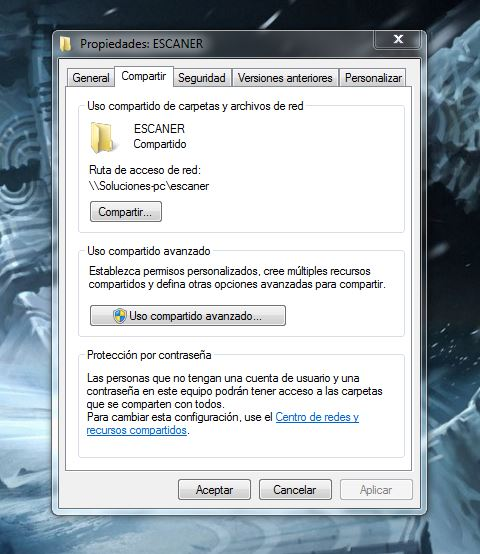 Propiedades: ESCANER
General
Compartir
Seguridad
Versiones anteriores
Personalizar
Uso compartido de carpetas y archivos de red
ESCANER
Compartido
Ruta de acceso de red:
\\Soluciones-pc\escaner
Compartir...
Uso compartido avanzado
Establezca permisos personalizados, cree múltiples recursos
compartidos y defina otras opciones avanzadas para compartir.
Uso compartido avanzado...
Protección por contraseña
Las personas que no tengan una cuenta de usuario y una
contraseña en este equipo podrán tener acceso a las carpetas
que se comparten con todos.
Para cambiar esta configuración, use el Centro de redes y
recursos compartidos.
Aceptar
Cancelar
Aplicar